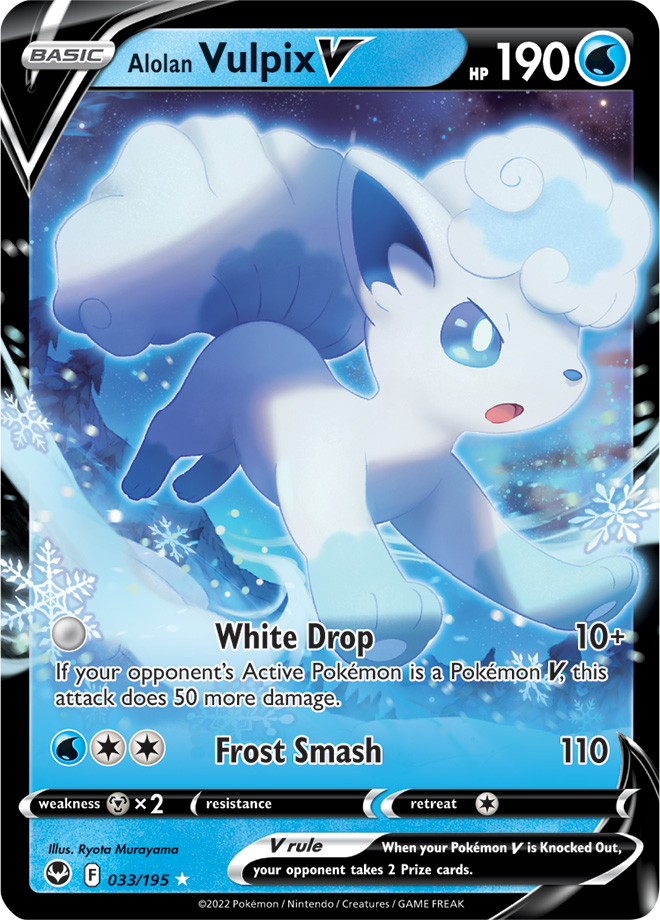 BASIC
Alolan Vulpix V
HP 190
White Drop 10+
If your opponent's Active Pokémon is a Pokémon V, this
attack does 50 more damage.
Frost Smash 110
weakness ×2 resistance retreat
Illus. Ryota Murayama
V rule When your Pokémon V is Knocked Out,
your opponent takes 2 Prize cards.
F 033/195
©2022 Pokémon / Nintendo / Creatures / GAME FREAK